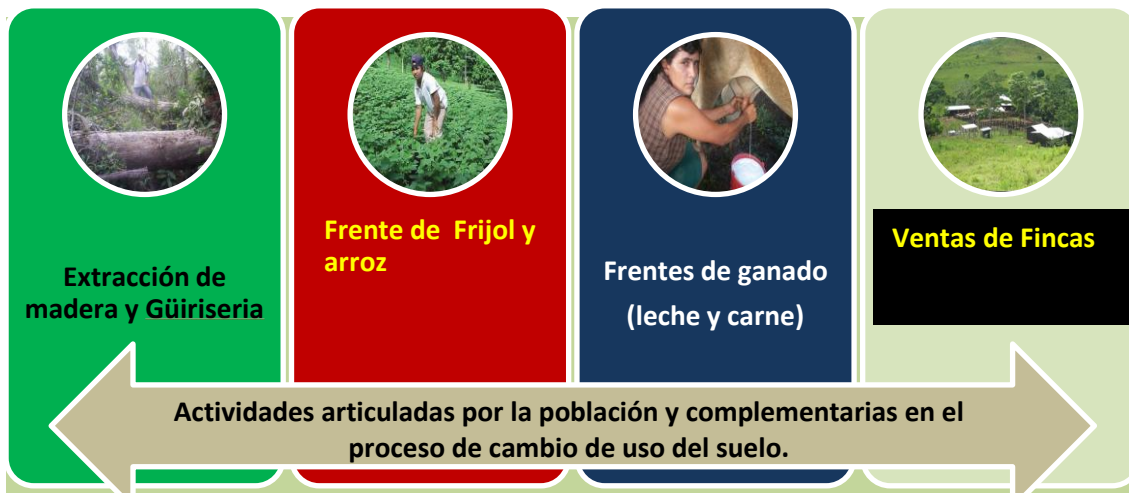 Extracción de
madera y Güiriseria
Frente de Frijol y
arroz
Frentes de ganado
(leche y carne)
Ventas de Fincas
Actividades articuladas por la población y complementarias en el
proceso de cambio de uso del suelo.